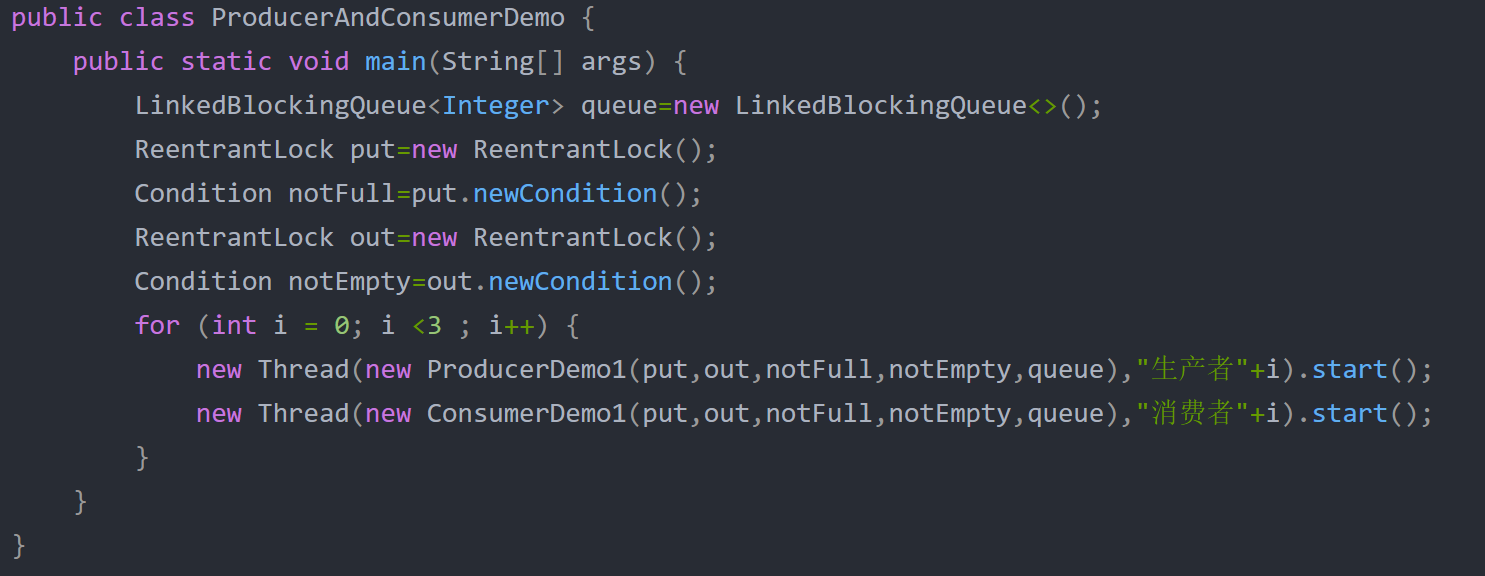 public class ProducerAndConsumerDemo {
    public static void main(String[] args) {
        LinkedBlockingQueue<Integer> queue=new LinkedBlockingQueue<>();
        ReentrantLock put=new ReentrantLock();
        Condition notFull=put.newCondition();
        ReentrantLock out=new ReentrantLock();
        Condition notEmpty=out.newCondition();
        for (int i = 0; i <3 ; i++) {
            new Thread(new ProducerDemo1(put,out,notFull,notEmpty,queue),"生产者"+i).start();
            new Thread(new ConsumerDemo1(put,out,notFull,notEmpty,queue),"消费者"+i).start();
        }
    }
}